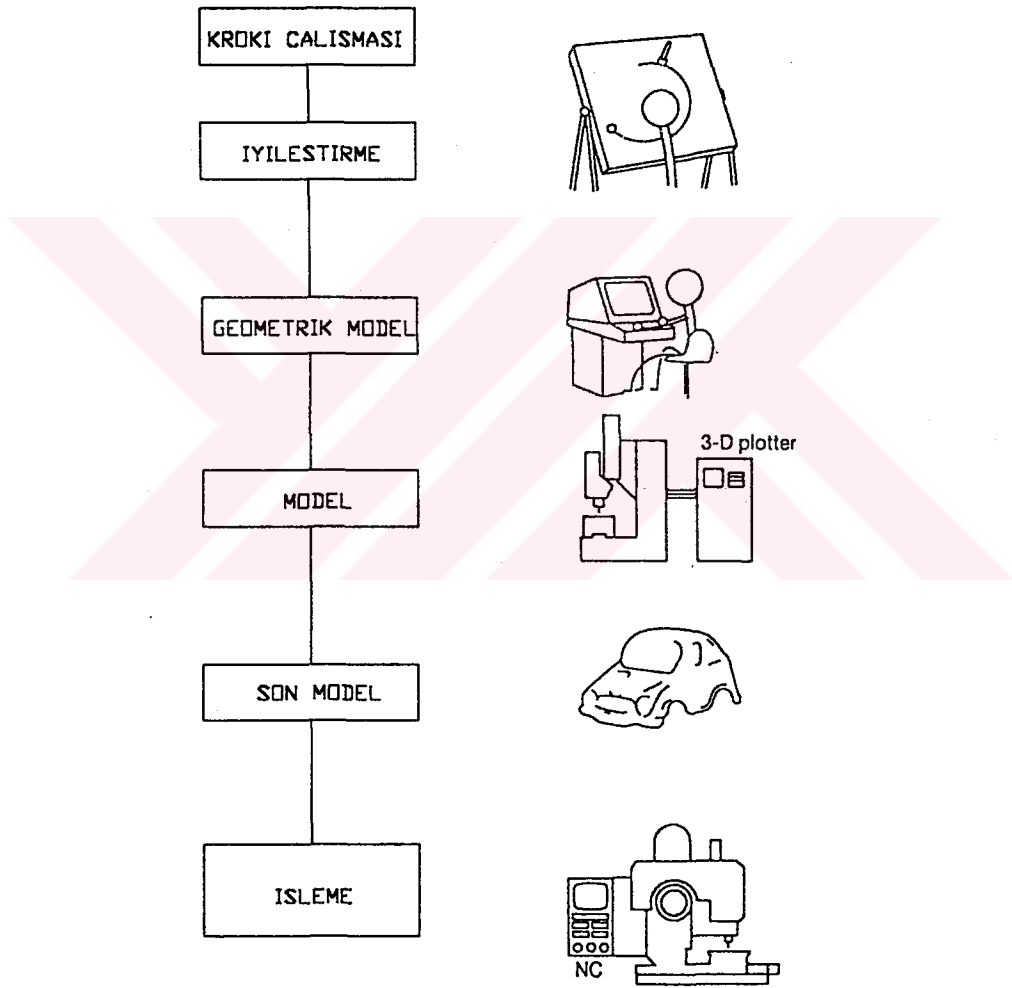 KROKI CALISMASI
IYILESTIRME
GEOMETRIK MODEL
3-D plotter
MODEL
SON MODEL
ISLEME
NC